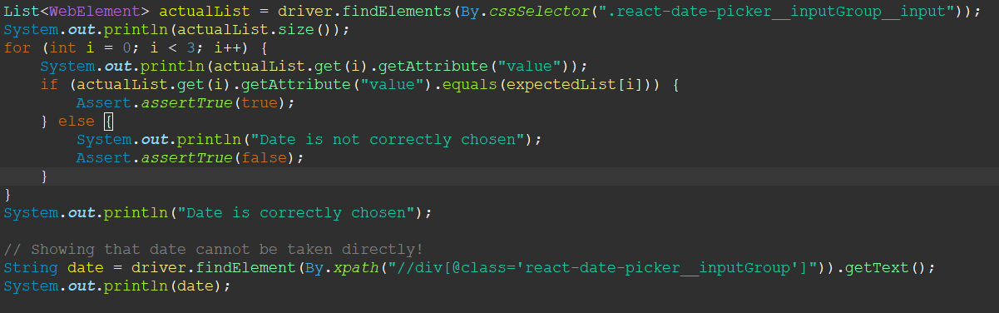 List<WebElement> actualList = driver.findElements(By.cssSelector(".react-date-picker__inputGroup__input"));
System.out.println(actualList.size());
for (int i = 0; i < 3; i++) {
    System.out.println(actualList.get(i).getAttribute("value"));
    if (actualList.get(i).getAttribute("value").equals(expectedList[i])) {
        Assert.assertTrue(true);
    } else {
        System.out.println("Date is not correctly chosen");
        Assert.assertTrue(false);
    }
}
System.out.println("Date is correctly chosen");

// Showing that date cannot be taken directly!
String date = driver.findElement(By.xpath("//div[@class='react-date-picker__inputGroup']")).getText();
System.out.println(date);